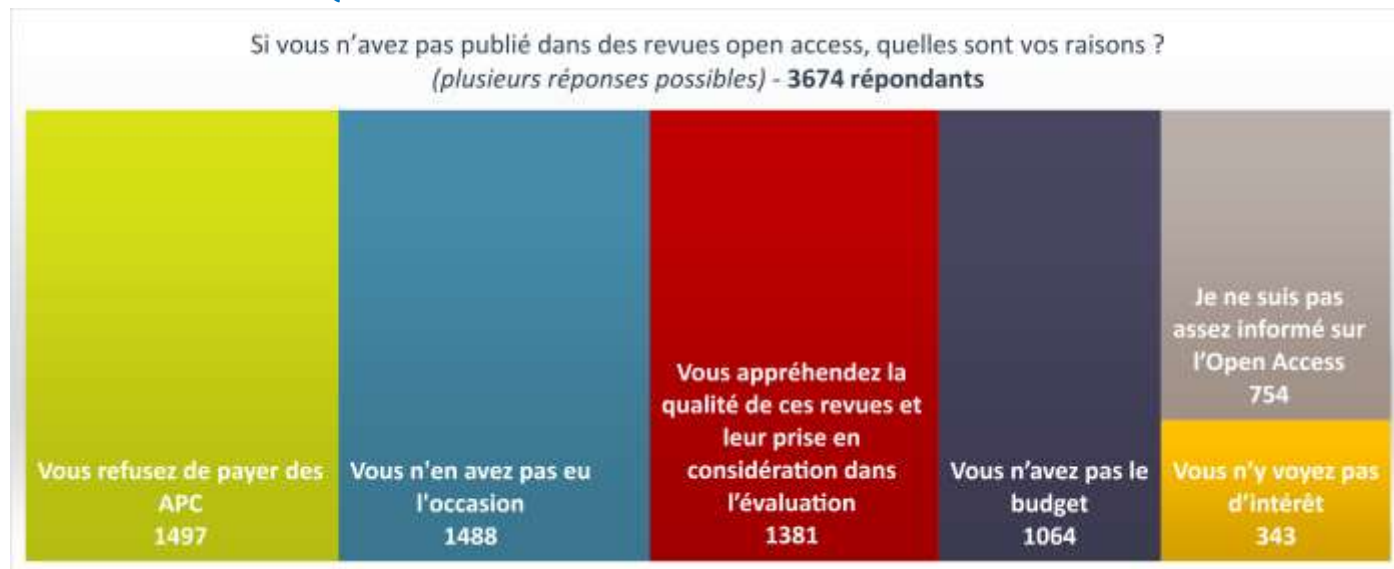 Si vous n'avez pas publié dans des revues open access, quelles sont vos raisons ?
(plusieurs réponses possibles) - 3674 répondants
Vous refusez de payer des
APC
1497
Vous n'en avez pas eu
l'occasion
1488
Vous appréhendez la
qualité de ces revues et
leur prise en
considération dans
l'évaluation
1381
Vous n'avez pas le
budget
1064
Je ne suis pas
assez informé sur
l'Open Access
754
Vous n'y voyez pas
d'intérêt
343